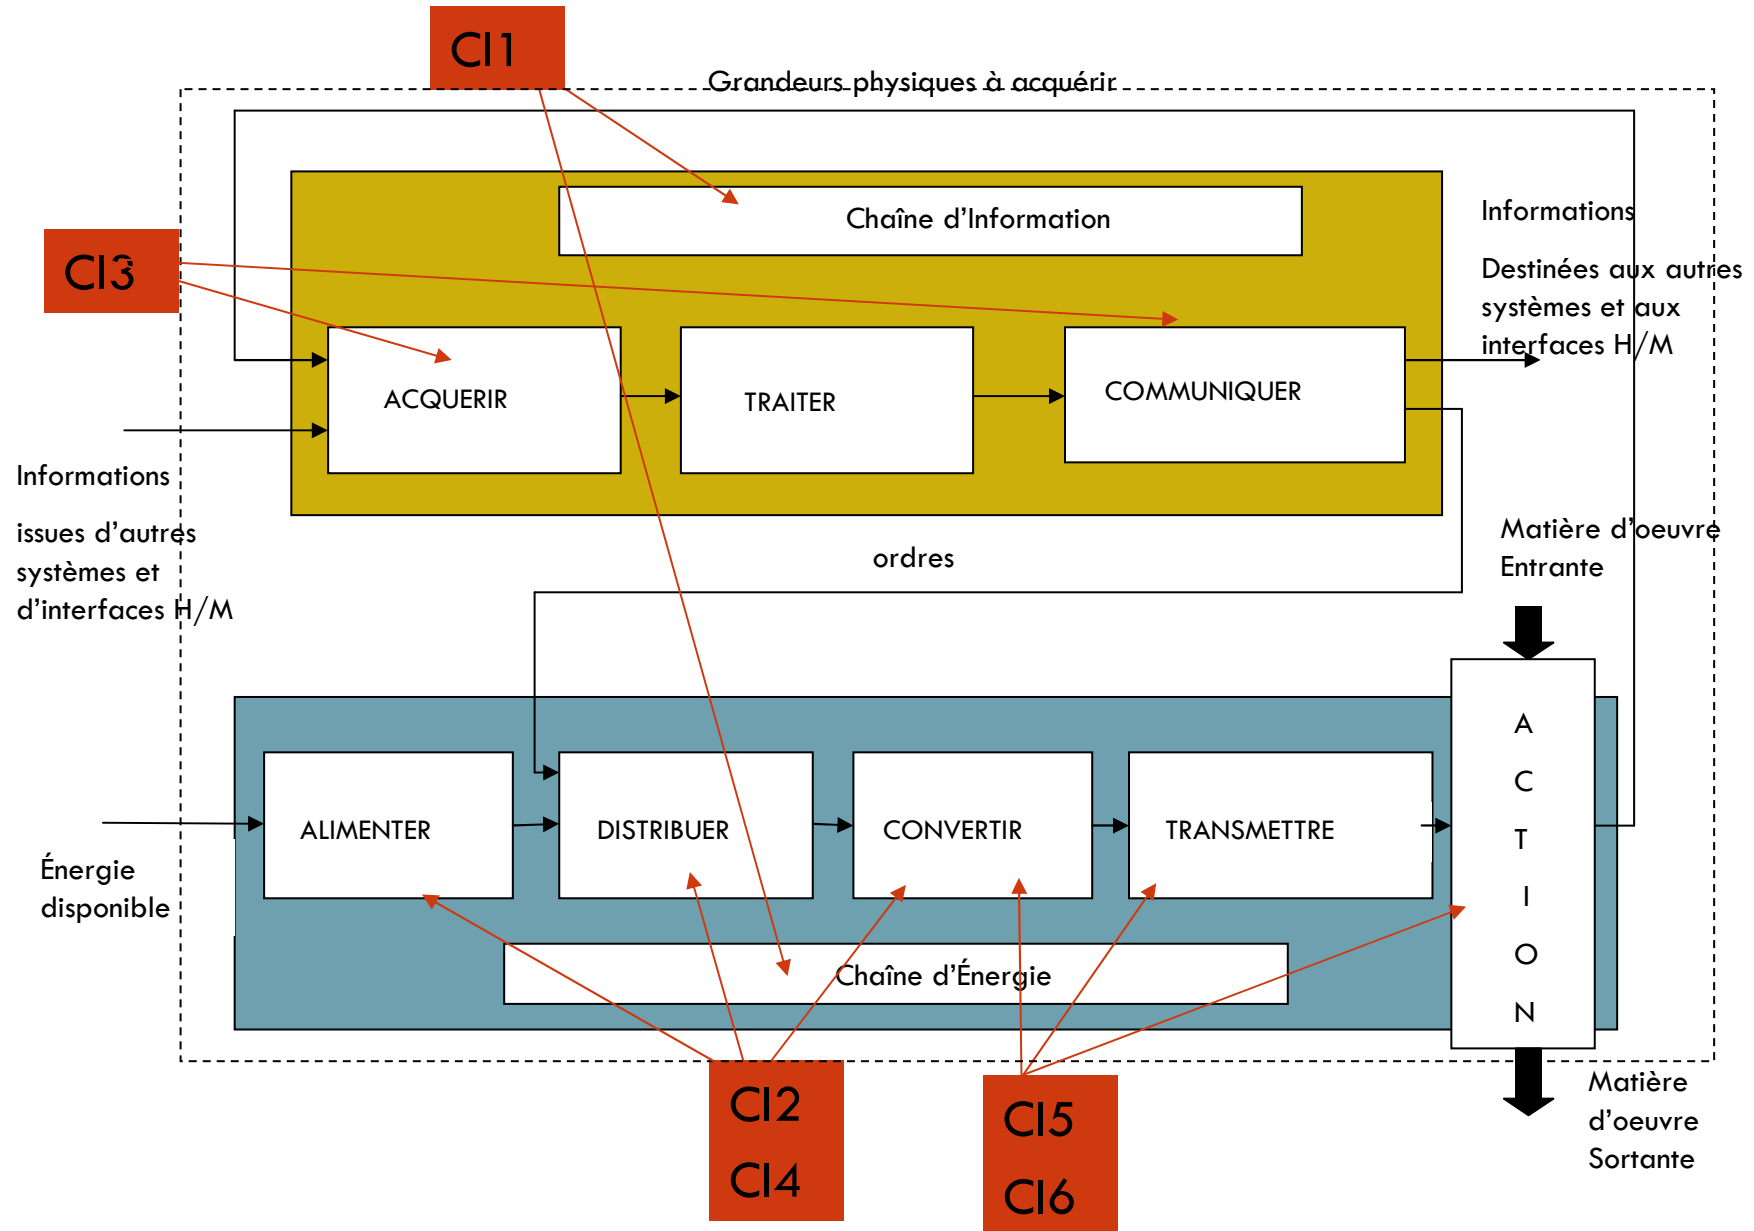 CI1
Grandeurs physiques à acquérir
Chaîne d'Information
Informations
Destinées aux autres
systèmes et aux
interfaces H/M
CI3
ACQUERIR
TRAITER
COMMUNIQUER
Informations
issues d'autres
systèmes et
d'interfaces H/M
ordres
Matière d'oeuvre
Entrante
ALIMENTER
DISTRIBUER
CONVERTIR
TRANSMETTRE
A
C
T
I
O
N
Énergie
disponible
Chaîne d'Énergie
CI2
CI4
CI5
CI6
Matière
d'oeuvre
Sortante